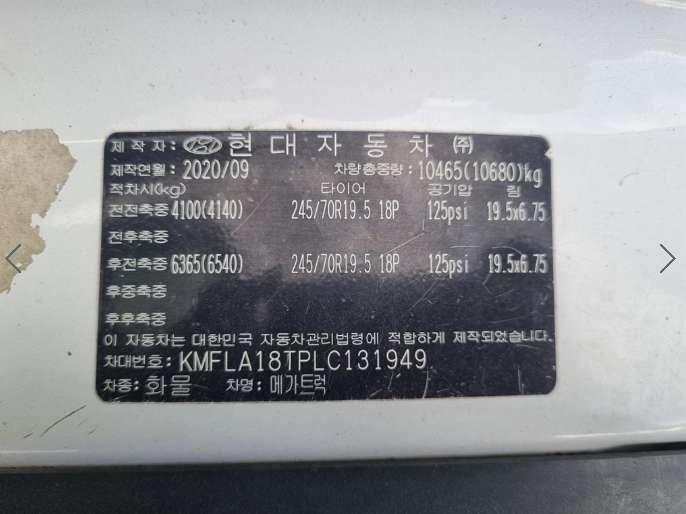 제작자: 현대자동차 ㈜
제작연월: 2020/09 차량총중량: 10465(10680)kg
적차시(kg) 타이어 공기압 림
전전축중 4100(4140) 245/70R19.5 18P 125psi 19.5x6.75
전후축중
후전축중 6365(6540) 245/70R19.5 18P 125psi 19.5x6.75
후중축중
후후축중
이 자동차는 대한민국 자동차관리법령에 적합하게 제작되었습니다.
차대번호: KMFLA18TPLC131949
차종: 화물 차명: 메가트럭